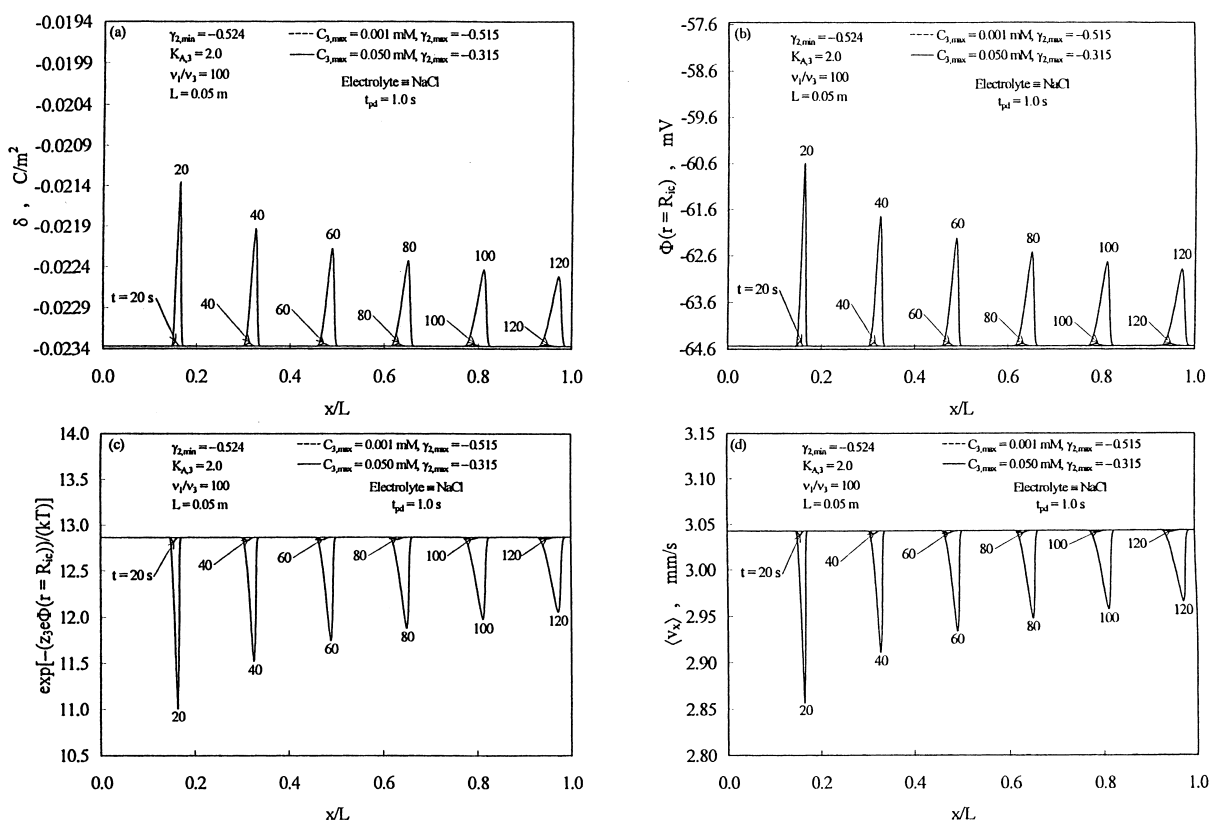 (a)
γ2,min = −0.524
K_A,3 = 2.0
ν1/ν3 = 100
L = 0.05 m
C3,max = 0.001 mM, γ2,max = −0.515
C3,max = 0.050 mM, γ2,max = −0.315
Electrolyte ≡ NaCl
t_pd = 1.0 s
-0.0194
-0.0199
-0.0204
-0.0209
-0.0214
-0.0219
-0.0224
-0.0229
-0.0234
δ , C/m²
20
40
60
80
100
120
t = 20 s
40
60
80
100
120
0.0 0.2 0.4 0.6 0.8 1.0
x/L
(b)
γ2,min = −0.524
K_A,3 = 2.0
ν1/ν3 = 100
L = 0.05 m
C3,max = 0.001 mM, γ2,max = −0.515
C3,max = 0.050 mM, γ2,max = −0.315
Electrolyte ≡ NaCl
t_pd = 1.0 s
-57.6
-58.6
-59.6
-60.6
-61.6
-62.6
-63.6
-64.6
Φ(r = R_ic) , mV
20
40
60
80
100
120
t = 20 s
40
60
80
100
120
0.0 0.2 0.4 0.6 0.8 1.0
x/L
(c)
γ2,min = −0.524
K_A,3 = 2.0
ν1/ν3 = 100
L = 0.05 m
C3,max = 0.001 mM, γ2,max = −0.515
C3,max = 0.050 mM, γ2,max = −0.315
Electrolyte ≡ NaCl
t_pd = 1.0 s
14.0
13.5
13.0
12.5
12.0
11.5
11.0
10.5
exp[-(z3eΦ(r = R_ic))/(kT)]
t = 20 s
40
60
80
100
120
20
40
60
80
100
120
0.0 0.2 0.4 0.6 0.8 1.0
x/L
(d)
γ2,min = −0.524
K_A,3 = 2.0
ν1/ν3 = 100
L = 0.05 m
C3,max = 0.001 mM, γ2,max = −0.515
C3,max = 0.050 mM, γ2,max = −0.315
Electrolyte ≡ NaCl
t_pd = 1.0 s
3.15
3.10
3.05
3.00
2.95
2.90
2.85
2.80
⟨v_x⟩ , mm/s
t = 20 s
40
60
80
100
120
20
40
60
80
100
120
0.0 0.2 0.4 0.6 0.8 1.0
x/L